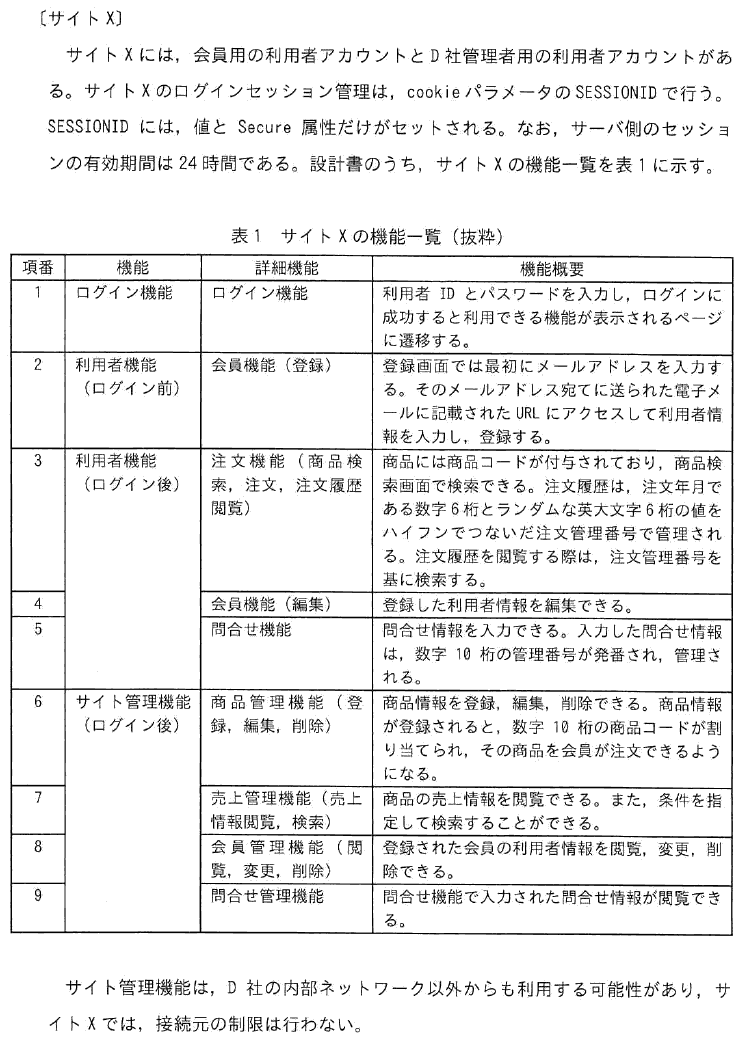 〔サイトX〕
サイトXには，会員用の利用者アカウントとD社管理者用の利用者アカウントがあ
る。サイトXのログインセッション管理は，cookieパラメータのSESSIONIDで行う。
SESSIONID には，値と Secure 属性だけがセットされる。なお，サーバ側のセッショ
ンの有効期間は24時間である。設計書のうち，サイトXの機能一覧を表1に示す。
表1 サイトXの機能一覧（抜粋）
項番 機能 詳細機能 機能概要
1 ログイン機能 ログイン機能 利用者 ID とパスワードを入力し，ログインに
成功すると利用できる機能が表示されるページ
に遷移する。
2 利用者機能 会員機能（登録） 登録画面では最初にメールアドレスを入力す
（ログイン前） る。そのメールアドレス宛てに送られた電子メ
ールに記載された URL にアクセスして利用者情
報を入力し，登録する。
3 利用者機能 注文機能（商品検 商品には商品コードが付与されており，商品検
（ログイン後） 索，注文，注文履歴 索画面で検索できる。注文履歴は，注文年月で
閲覧） ある数字6桁とランダムな英大文字6桁の値を
ハイフンでつないだ注文管理番号で管理され
る。注文履歴を閲覧する際は，注文管理番号を
基に検索する。
4 会員機能（編集） 登録した利用者情報を編集できる。
5 問合せ機能 問合せ情報を入力できる。入力した問合せ情報
は，数字 10 桁の管理番号が発番され，管理さ
れる。
6 サイト管理機能 商品管理機能（登 商品情報を登録，編集，削除できる。商品情報
（ログイン後） 録，編集，削除） が登録されると，数字 10 桁の商品コードが割
り当てられ，その商品を会員が注文できるよう
になる。
7 売上管理機能（売上 商品の売上情報を閲覧できる。また，条件を指
情報閲覧，検索） 定して検索することができる。
8 会員管理機能（閲 登録された会員の利用者情報を閲覧，変更，削
覧，変更，削除） 除できる。
9 問合せ管理機能 問合せ機能で入力された問合せ情報が閲覧でき
る。
サイト管理機能は，D 社の内部ネットワーク以外からも利用する可能性があり，サ
イトXでは，接続元の制限は行わない。